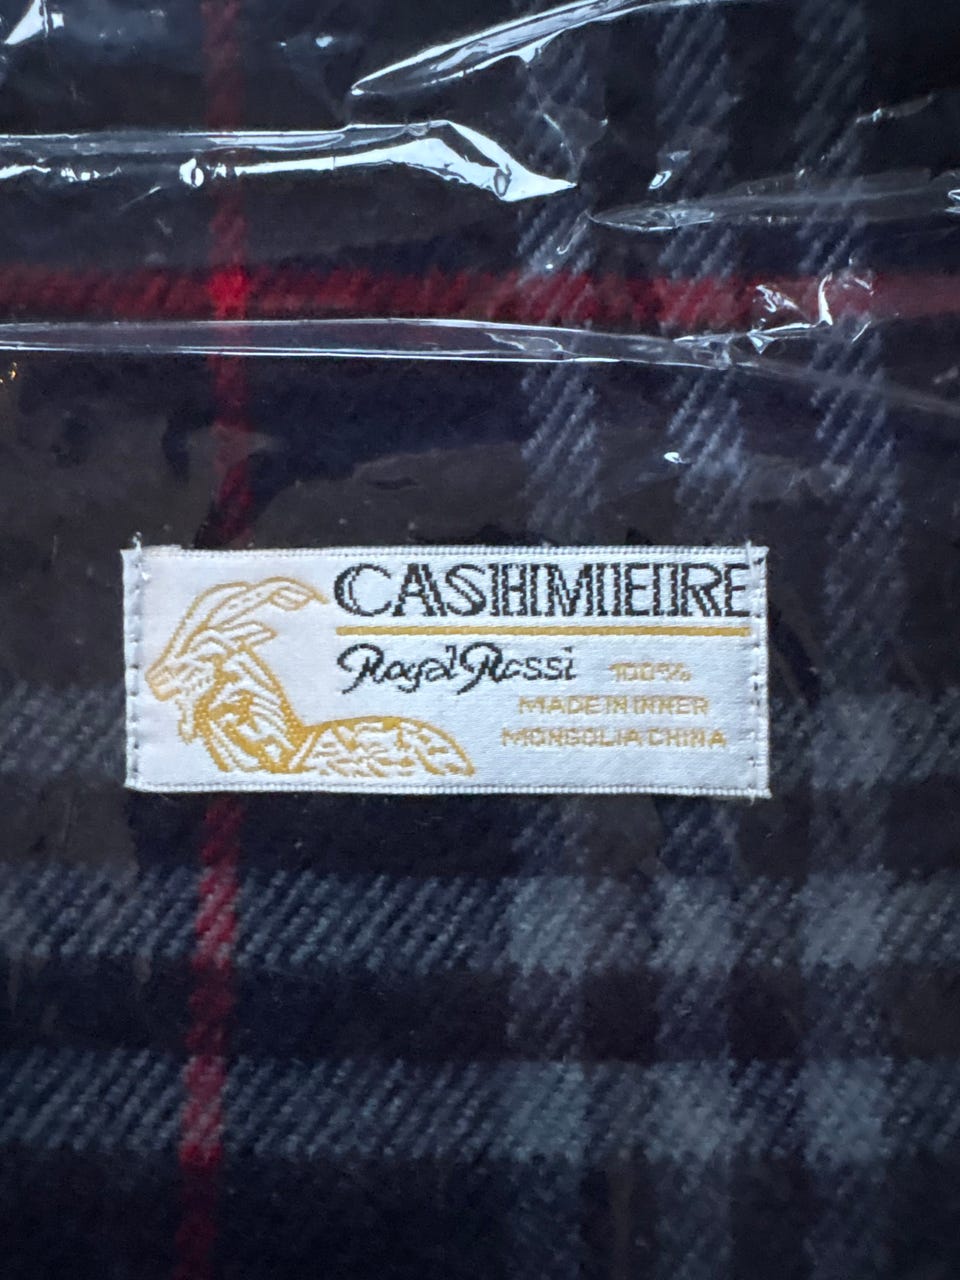 CASHMERE
Royal Rossi 100%
MADE IN INNER
MONGOLIA CHINA